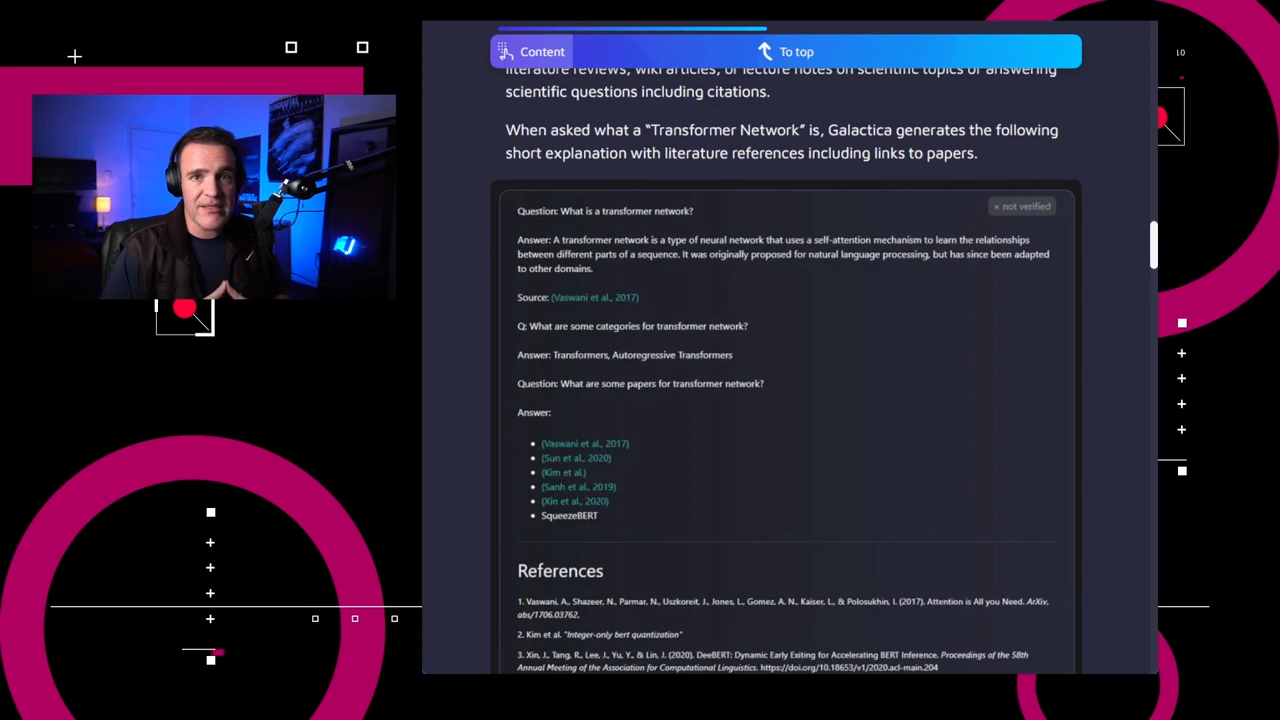 Content
To top
10
literature reviews, wiki articles, or lecture notes on scientific topics or answering
scientific questions including citations.
When asked what a “Transformer Network” is, Galactica generates the following
short explanation with literature references including links to papers.
Question: What is a transformer network?
× not verified
Answer: A transformer network is a type of neural network that uses a self-attention mechanism to learn the relationships
between different parts of a sequence. It was originally proposed for natural language processing, but has since been adapted
to other domains.
Source: (Vaswani et al., 2017)
Q: What are some categories for transformer network?
Answer: Transformers, Autoregressive Transformers
Question: What are some papers for transformer network?
Answer:
• (Vaswani et al., 2017)
• (Sun et al., 2020)
• (Kim et al.)
• (Sanh et al., 2019)
• (Xin et al., 2020)
• SqueezeBERT
References
1. Vaswani, A., Shazeer, N., Parmar, N., Uszkoreit, J., Jones, L., Gomez, A. N., Kaiser, L., & Polosukhin, I. (2017). Attention is All you Need. ArXiv,
abs/1706.03762.
2. Kim et al. "Integer-only bert quantization"
3. Xin, J., Tang, R., Lee, J., Yu, Y., & Lin, J. (2020). DeeBERT: Dynamic Early Exiting for Accelerating BERT Inference. Proceedings of the 58th
Annual Meeting of the Association for Computational Linguistics. https://doi.org/10.18653/v1/2020.acl-main.204